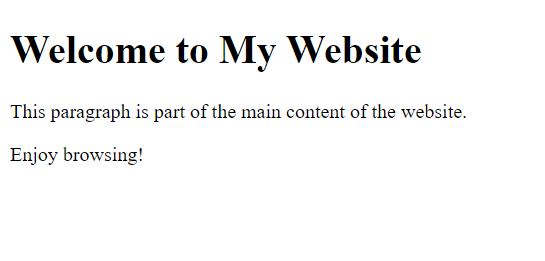 Welcome to My Website
This paragraph is part of the main content of the website.
Enjoy browsing!